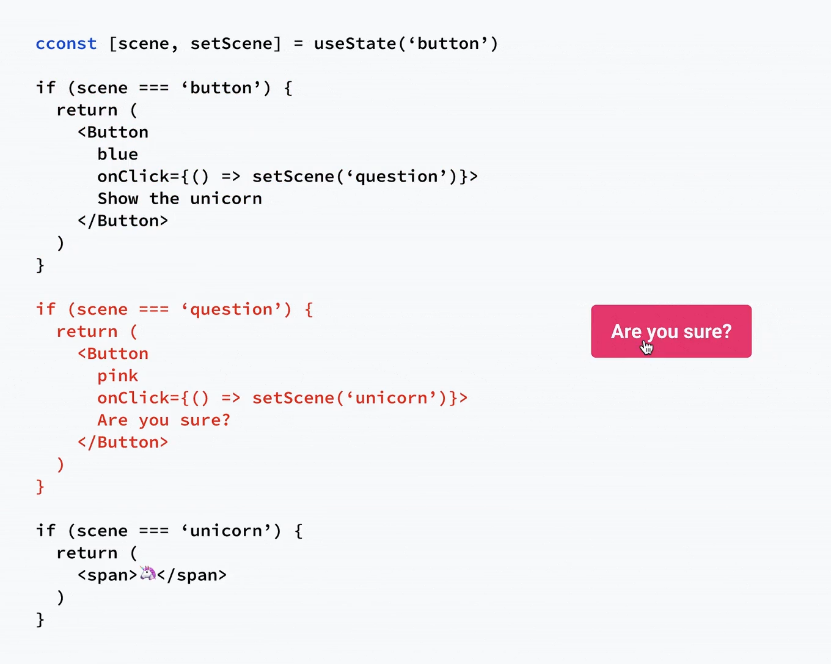 cconst [scene, setScene] = useState(‘button’)
if (scene === ‘button’) {
return (
<Button
blue
onClick={() => setScene(‘question’)}>
Show the unicorn
</Button>
)
}
if (scene === ‘question’) {
return (
<Button
pink
onClick={() => setScene(‘unicorn’)}>
Are you sure?
</Button>
)
}
if (scene === ‘unicorn’) {
return (
<span>🦄</span>
)
}
Are you sure?